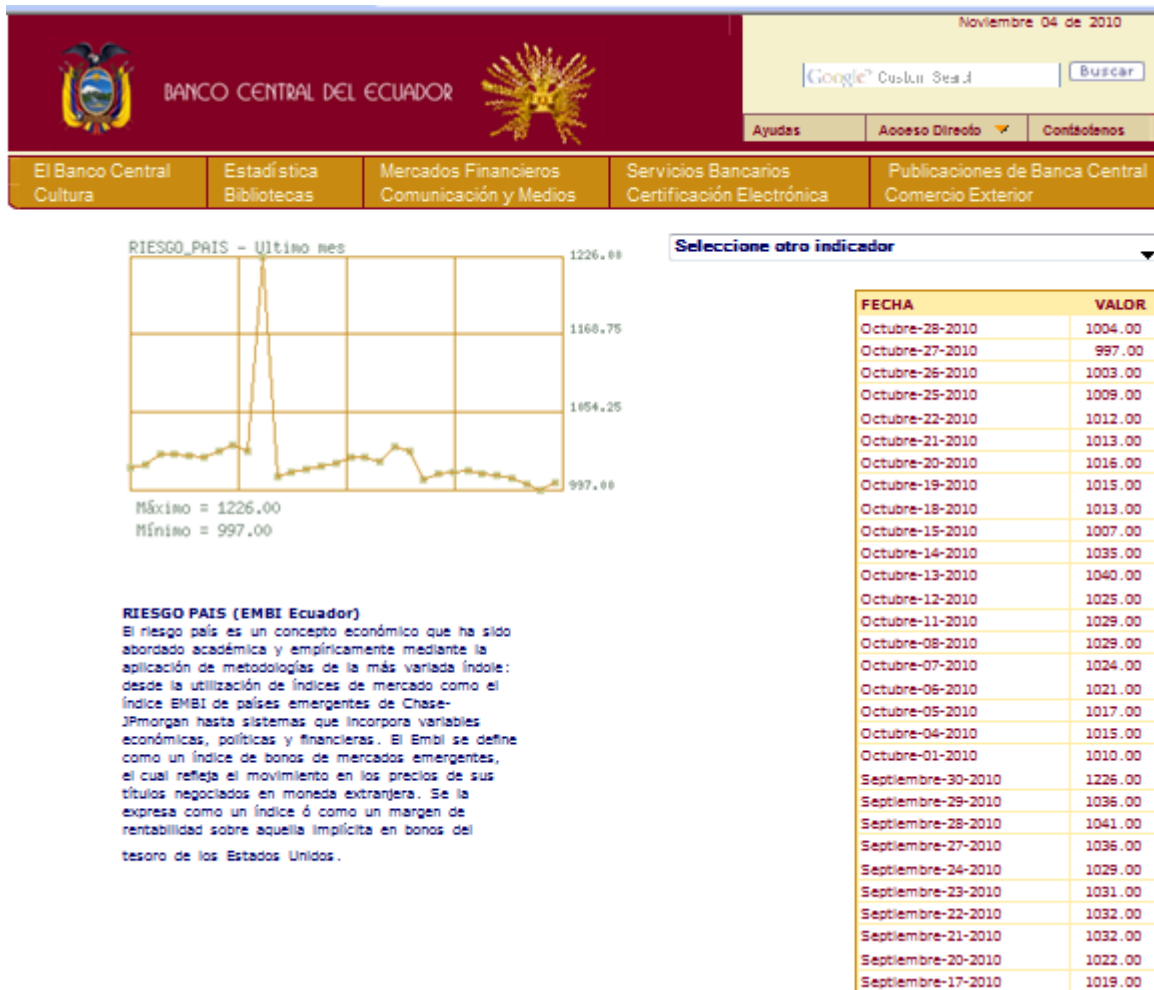 Noviembre 04 de 2010
BANCO CENTRAL DEL ECUADOR
Google Custom Search
Buscar
Ayudas
Acceso Directo
Contáctenos
El Banco Central
Cultura
Estadística
Bibliotecas
Mercados Financieros
Comunicación y Medios
Servicios Bancarios
Certificación Electrónica
Publicaciones de Banca Central
Comercio Exterior
RIESGO_PAIS - Ultimo mes
1226.00
1168.75
1054.25
997.00
Máximo = 1226.00
Mínimo = 997.00
RIESGO PAIS (EMBI Ecuador)
El riesgo país es un concepto económico que ha sido
abordado académica y empíricamente mediante la
aplicación de metodologías de la más variada índole:
desde la utilización de índices de mercado como el
índice EMBI de países emergentes de Chase-
JPmorgan hasta sistemas que incorpora variables
económicas, políticas y financieras. El Embi se define
como un índice de bonos de mercados emergentes,
el cual refleja el movimiento en los precios de sus
títulos negociados en moneda extranjera. Se la
expresa como un índice ó como un margen de
rentabilidad sobre aquella implícita en bonos del
tesoro de los Estados Unidos.
Seleccione otro indicador
FECHA VALOR
Octubre-28-2010 1004.00
Octubre-27-2010 997.00
Octubre-26-2010 1003.00
Octubre-25-2010 1009.00
Octubre-22-2010 1012.00
Octubre-21-2010 1013.00
Octubre-20-2010 1016.00
Octubre-19-2010 1015.00
Octubre-18-2010 1013.00
Octubre-15-2010 1007.00
Octubre-14-2010 1035.00
Octubre-13-2010 1040.00
Octubre-12-2010 1025.00
Octubre-11-2010 1029.00
Octubre-08-2010 1029.00
Octubre-07-2010 1024.00
Octubre-06-2010 1021.00
Octubre-05-2010 1017.00
Octubre-04-2010 1015.00
Octubre-01-2010 1010.00
Septiembre-30-2010 1226.00
Septiembre-29-2010 1036.00
Septiembre-28-2010 1041.00
Septiembre-27-2010 1036.00
Septiembre-24-2010 1029.00
Septiembre-23-2010 1031.00
Septiembre-22-2010 1032.00
Septiembre-21-2010 1032.00
Septiembre-20-2010 1022.00
Septiembre-17-2010 1019.00